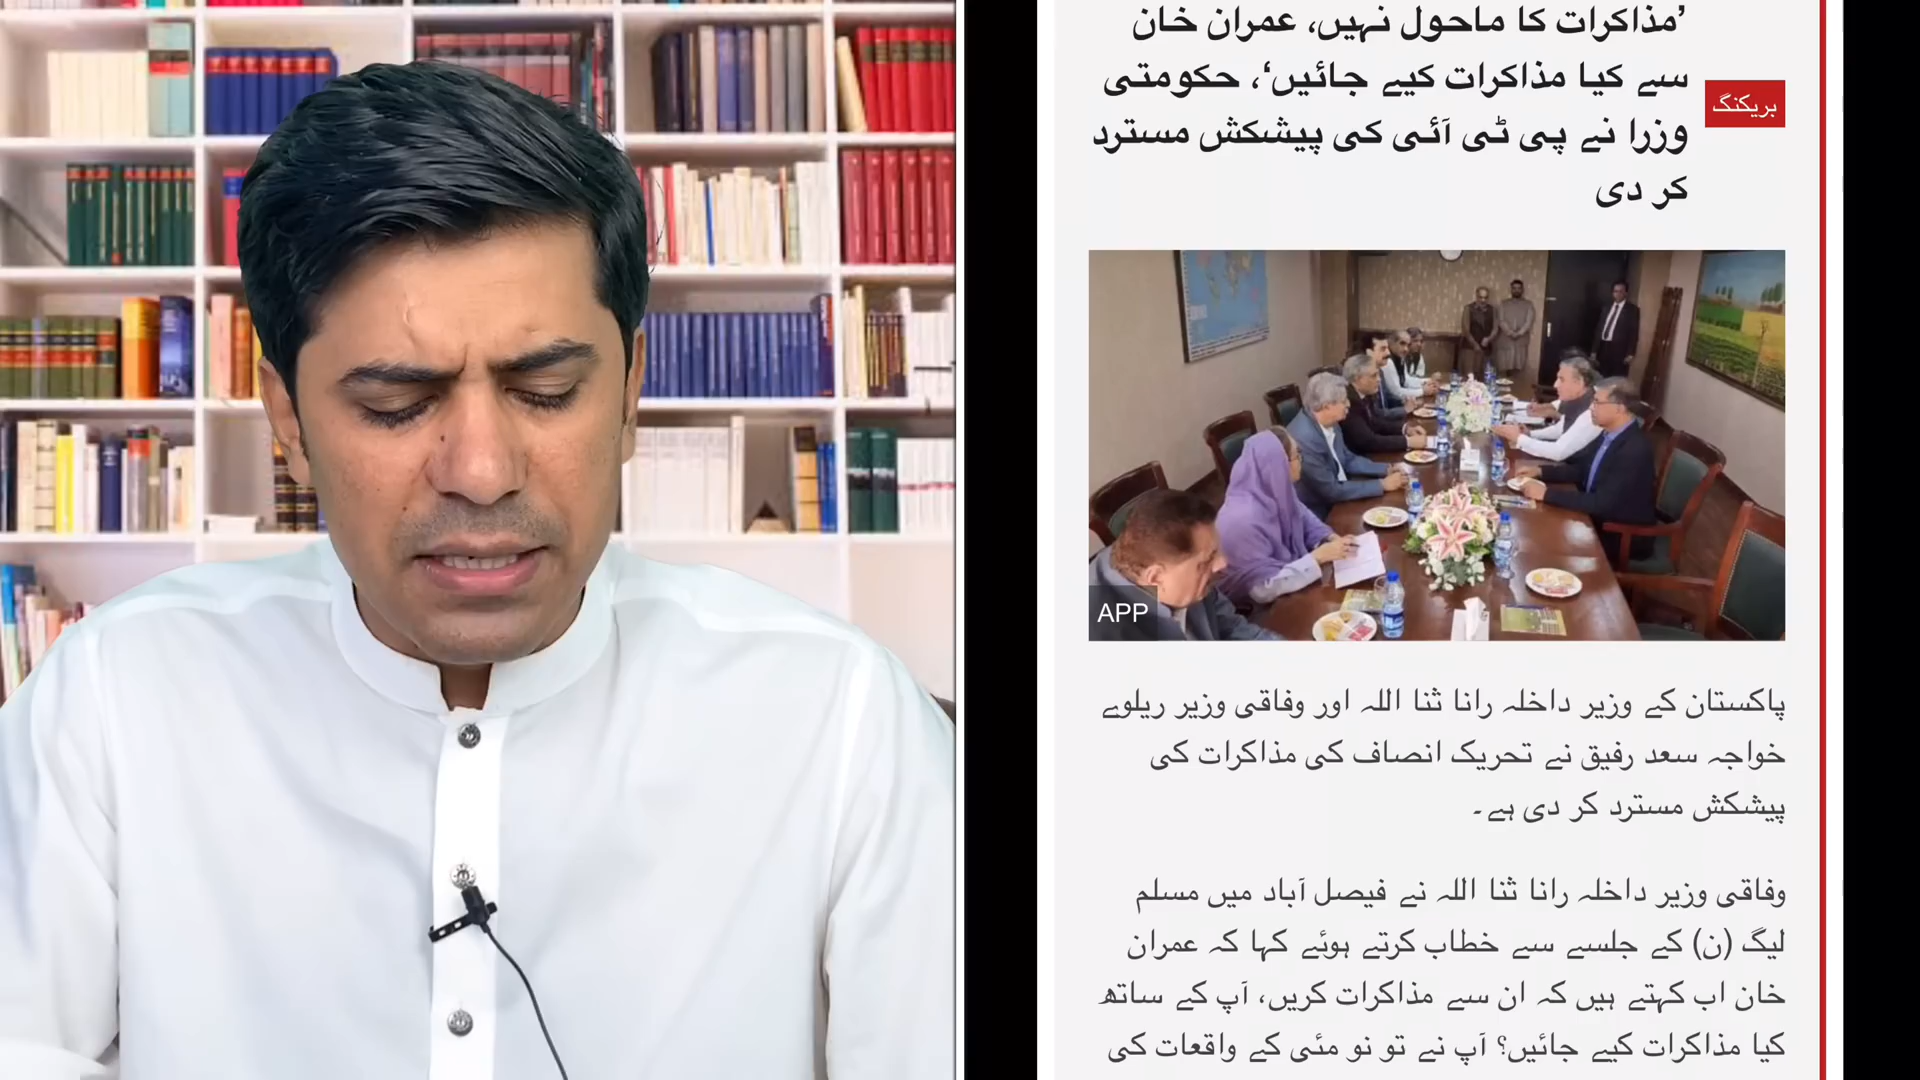 ’مذاکرات کا ماحول نہیں، عمران خان
سے کیا مذاکرات کیے جائیں‘، حکومتی
وزرا نے پی ٹی آئی کی پیشکش مسترد
کر دی
بریکنگ
APP
پاکستان کے وزیر داخلہ رانا ثنا اللہ اور وفاقی وزیر ریلوے
خواجہ سعد رفیق نے تحریک انصاف کی مذاکرات کی
پیشکش مسترد کر دی ہے۔
وفاقی وزیر داخلہ رانا ثنا اللہ نے فیصل آباد میں مسلم
لیگ (ن) کے جلسے سے خطاب کرتے ہوئے کہا کہ عمران
خان اب کہتے ہیں کہ ان سے مذاکرات کریں، آپ کے ساتھ
کیا مذاکرات کیے جائیں؟ آپ نے تو نو مئی کے واقعات کی